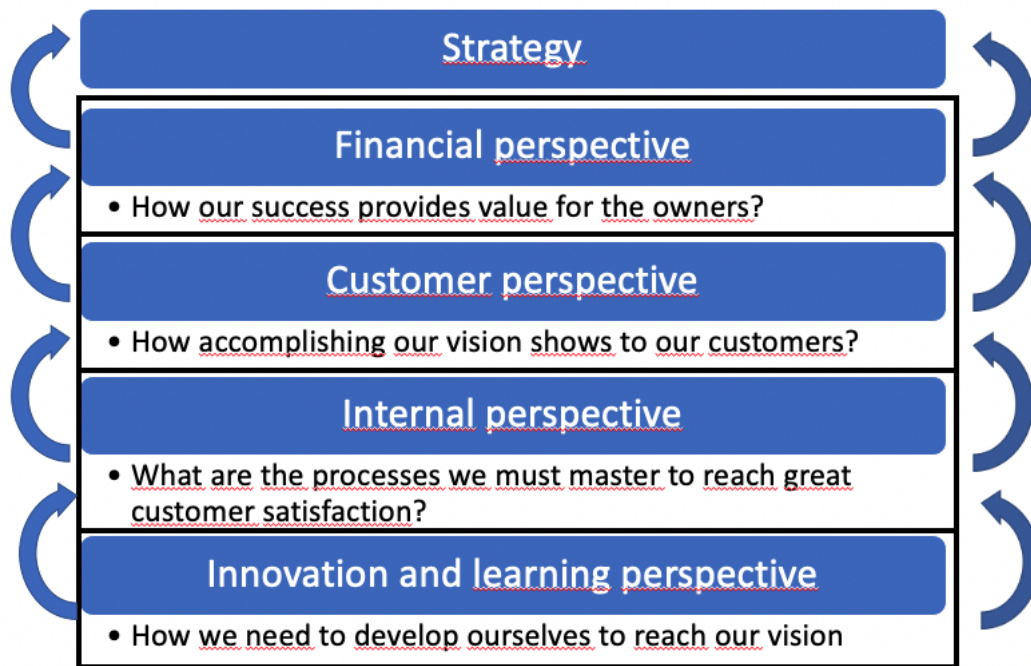 Strategy
Financial perspective
• How our success provides value for the owners?
Customer perspective
• How accomplishing our vision shows to our customers?
Internal perspective
• What are the processes we must master to reach great
customer satisfaction?
Innovation and learning perspective
• How we need to develop ourselves to reach our vision